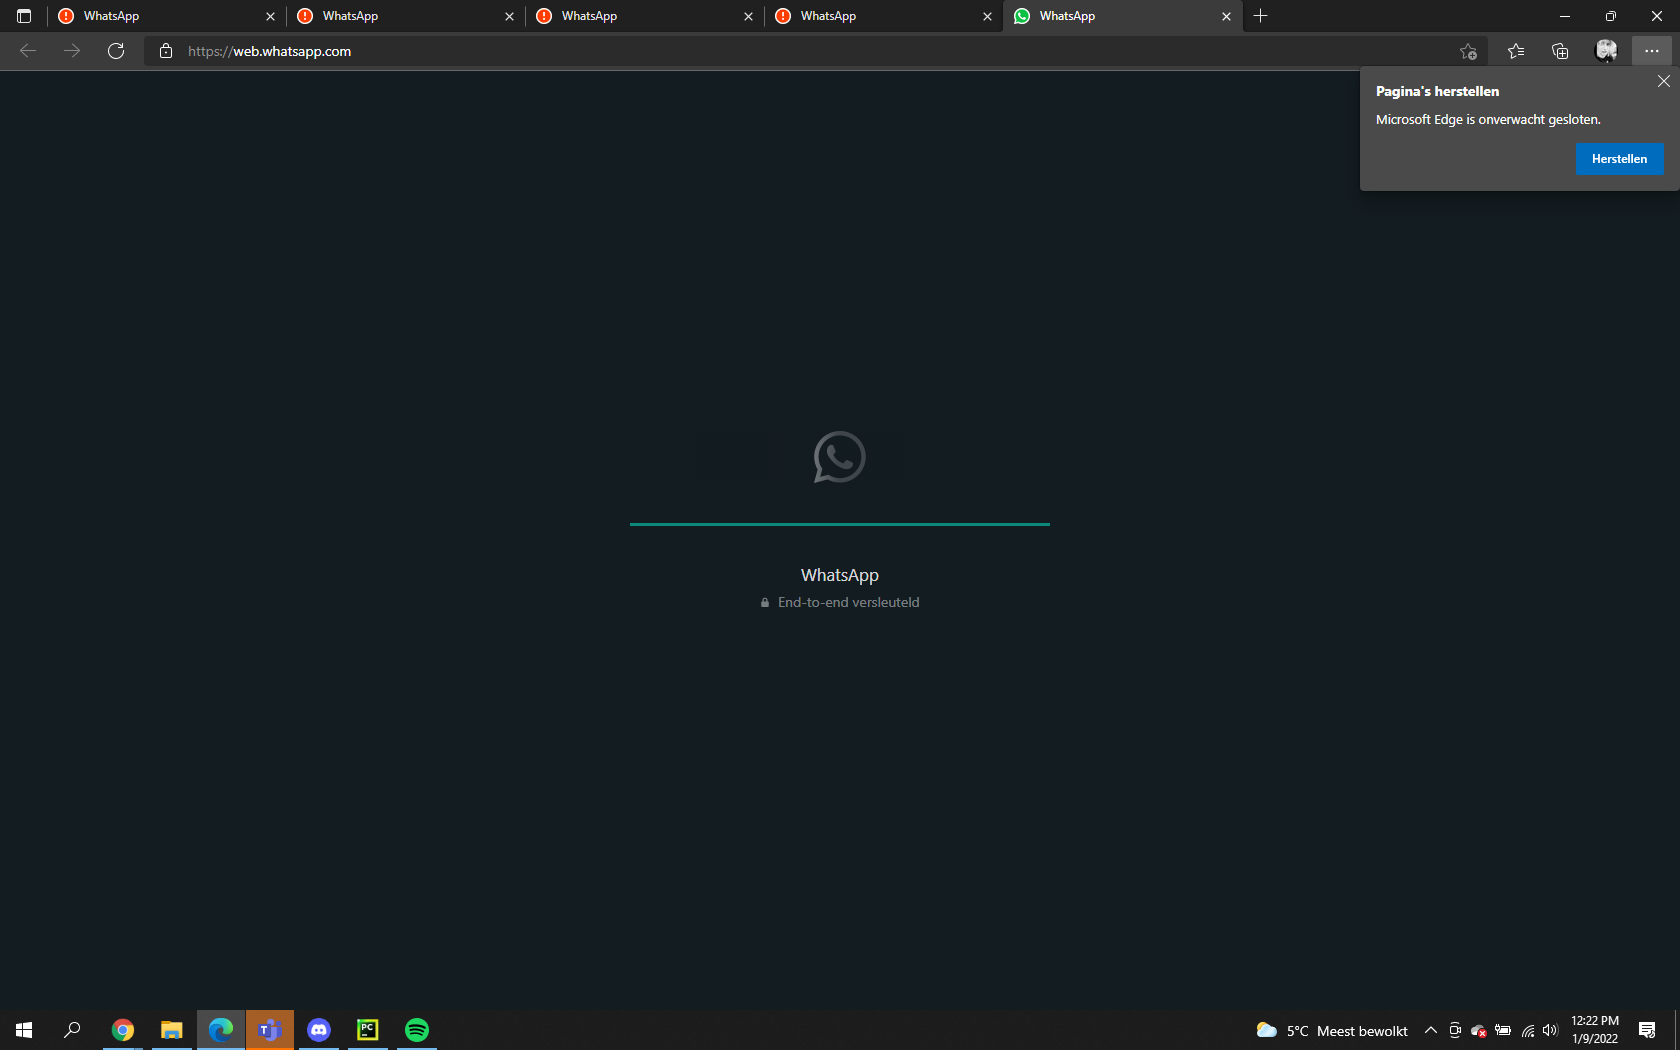 WhatsApp
WhatsApp
WhatsApp
WhatsApp
WhatsApp
https://web.whatsapp.com
Pagina's herstellen
Microsoft Edge is onverwacht gesloten.
Herstellen
WhatsApp
End-to-end versleuteld
PC
5°C Meest bewolkt
12:22 PM
1/9/2022